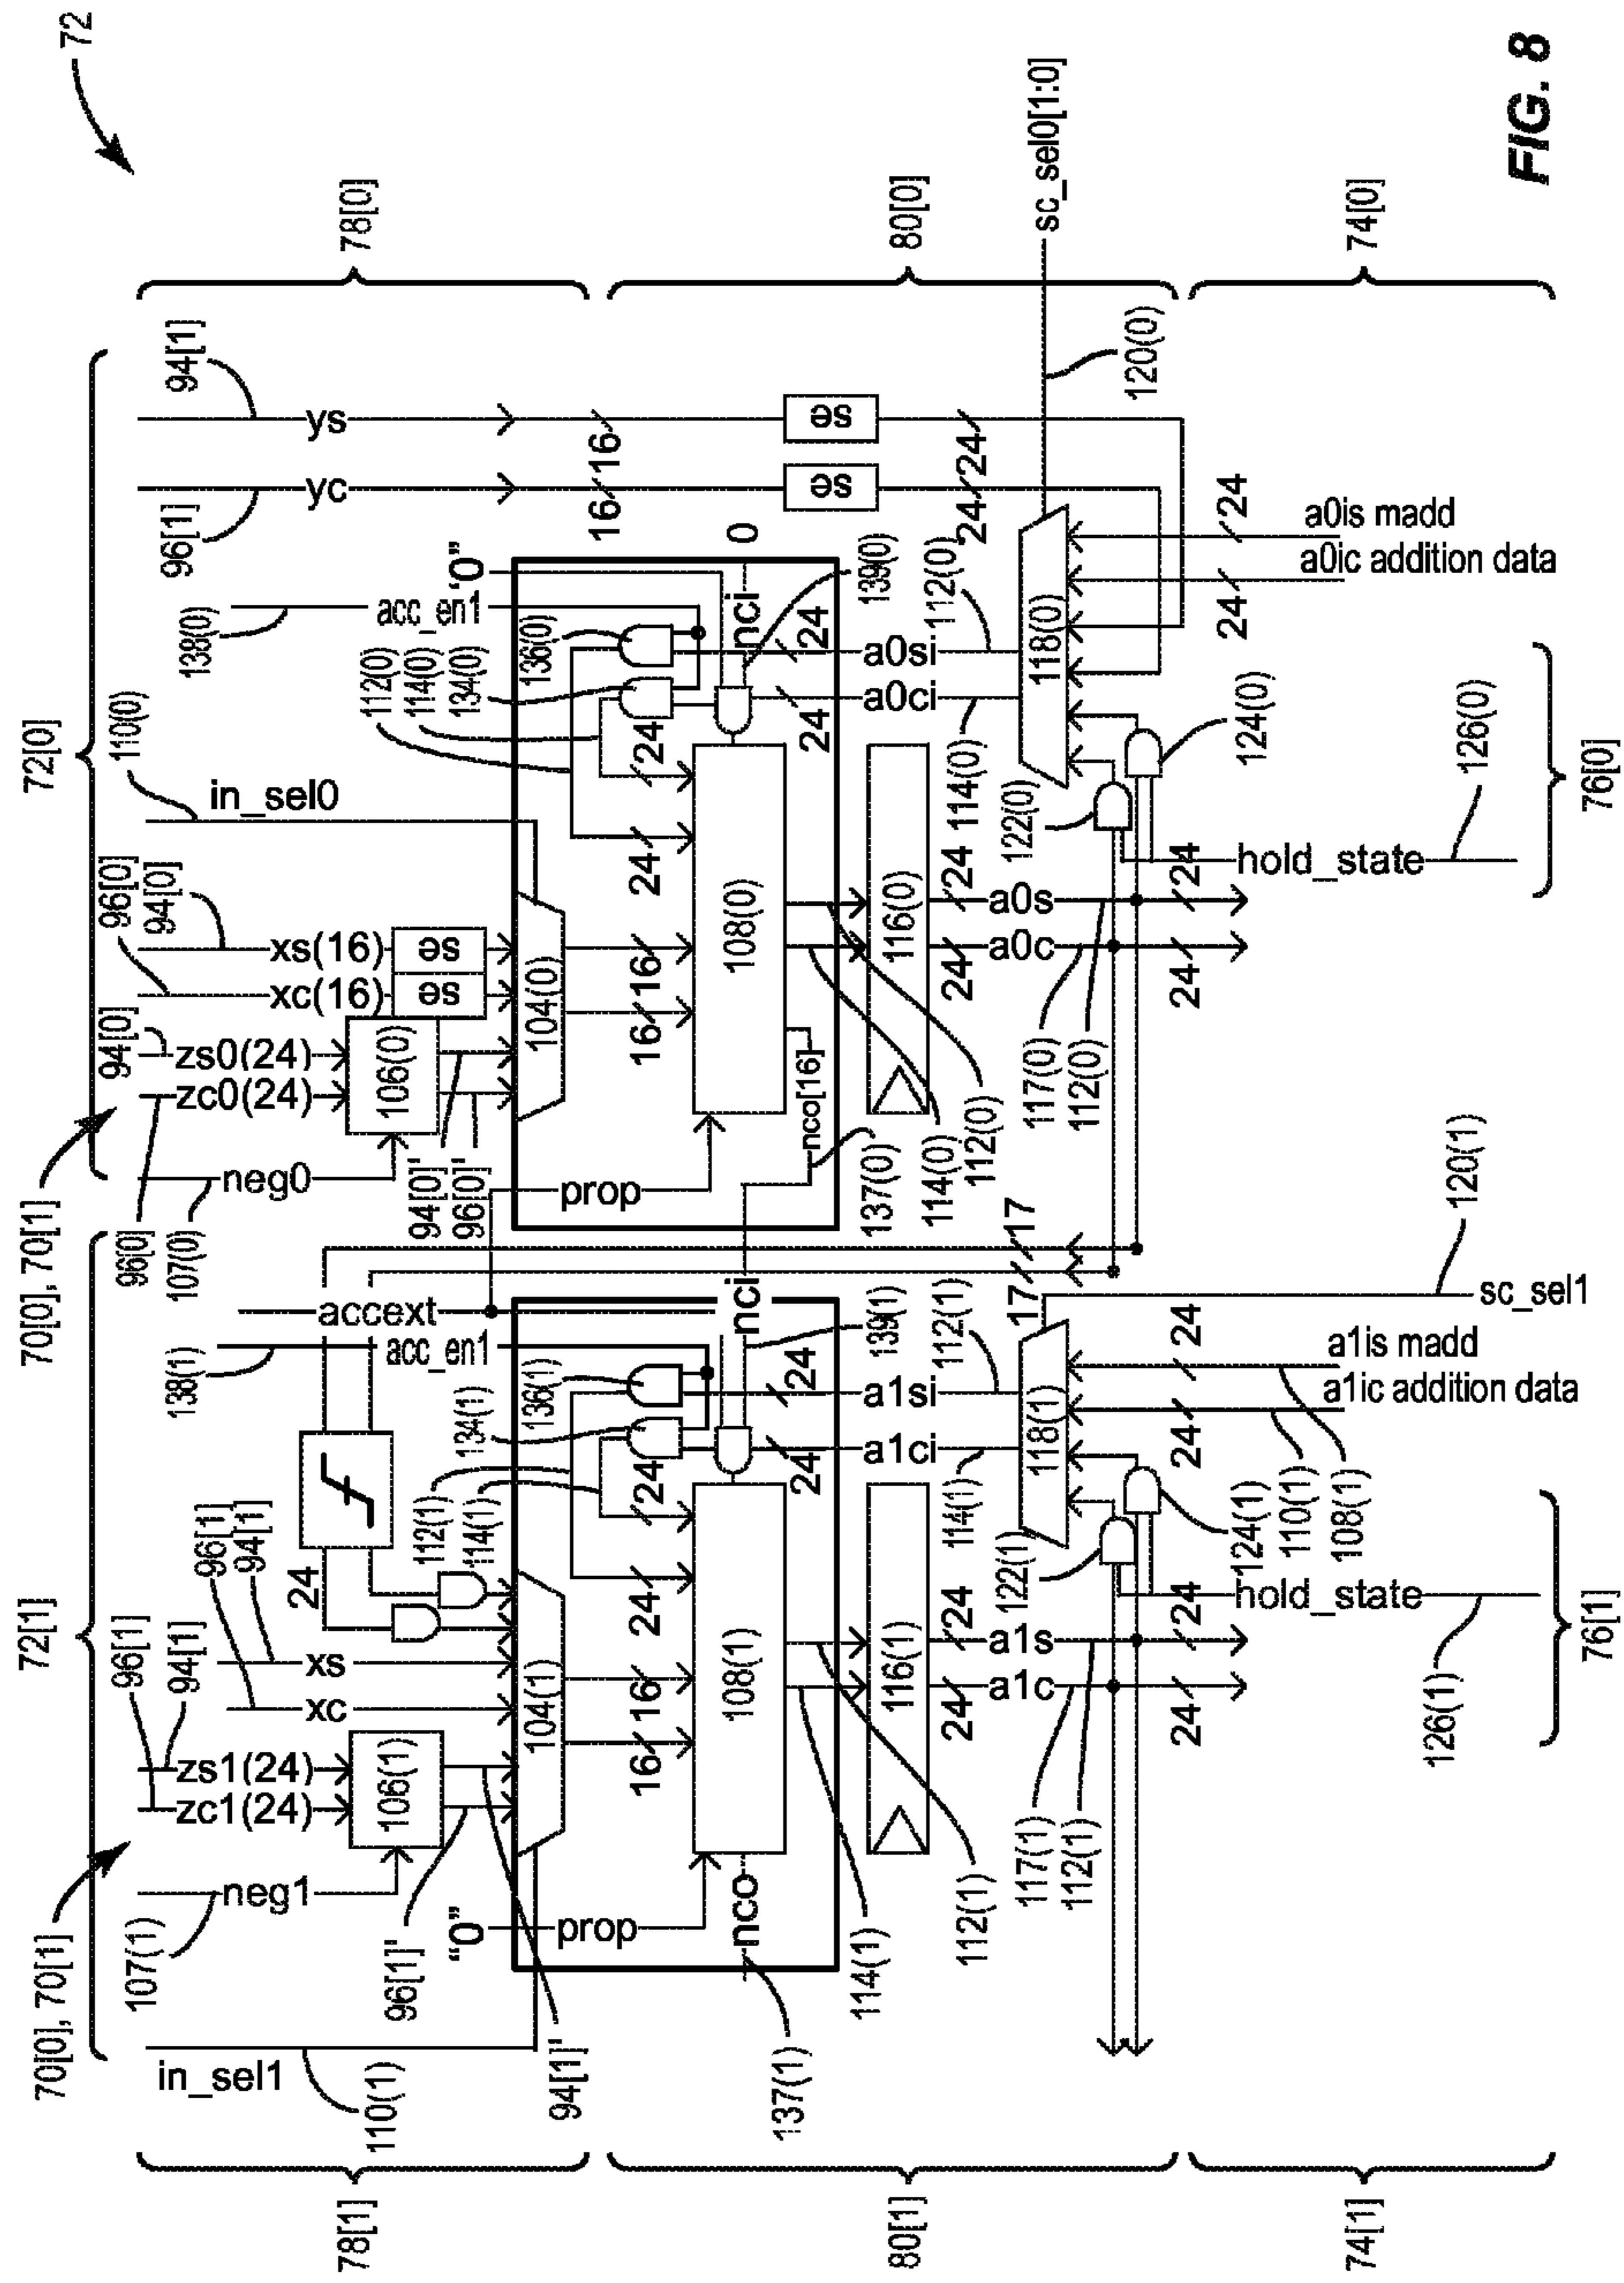 72
72[1]
72[0]
70[0], 70[1]
70[0], 70[1]
78[1]
80[1]
74[1]
78[0]
80[0]
74[0]
in_sel1
110(1)
107(1)
neg1
96[1]
94[1]
zs1(24)
zc1(24)
106(1)
96[1]
94[1]
xs
xc
24
96[1]'
94[1]'
"0"
prop
104(1)
112(1)
114(1)
134(1)
136(1)
138(1)
accext
acc_en1
nci
139(1)
16
16
24
24
24
24
108(1)
nco
137(1)
114(1)
112(1)
116(1)
a1si
a1ci
112(1)
114(1)
118(1)
24
24
a1s
a1c
117(1)
112(1)
24
24
122(1)
124(1)
110(1)
108(1)
hold_state
126(1)
76[1]
17
17
sc_sel1
120(1)
24
24
a1is madd
a1ic addition data
96[0]
107(0)
neg0
94[0]
zs0(24)
zc0(24)
106(0)
96[0]
94[0]
xs(16)
xc(16)
se
se
94[0]'
96[0]'
in_sel0
110(0)
104(0)
prop
112(0)
114(0)
134(0)
136(0)
138(0)
acc_en1
"0"
nci
0
139(0)
16
16
24
24
24
24
108(0)
nco[16]
137(0)
114(0)
112(0)
116(0)
a0si
a0ci
112(0)
114(0)
118(0)
24
24
a0s
a0c
117(0)
112(0)
24
24
122(0)
124(0)
hold_state
126(0)
76[0]
96[1]
94[1]
yc
ys
16
16
se
se
24
24
sc_sel0[1:0]
120(0)
24
24
a0is madd
a0ic addition data
FIG. 8